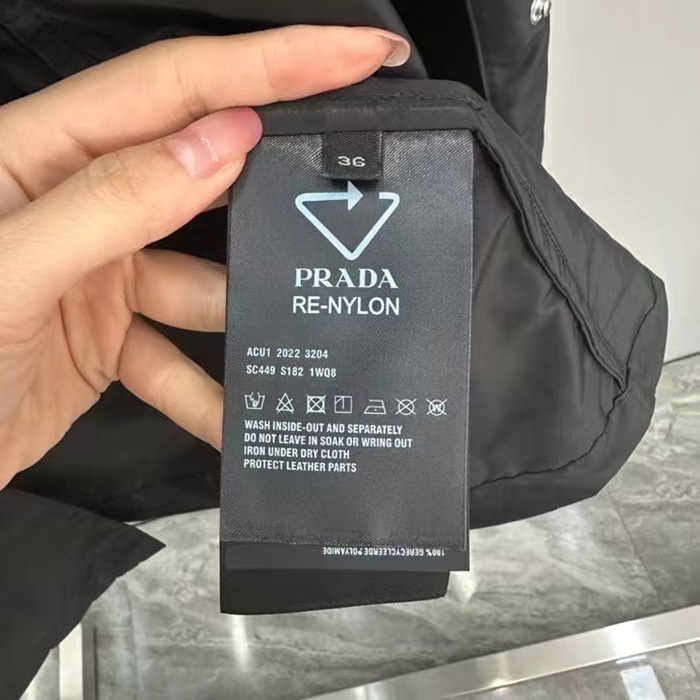 36
PRADA
RE-NYLON
ACU1 2022 3204
SC449 S182 1WQ8
WASH INSIDE-OUT AND SEPARATELY
DO NOT LEAVE IN SOAK OR WRING OUT
IRON UNDER DRY CLOTH
PROTECT LEATHER PARTS
100% GERECYCLEERDE POLYAMIDE